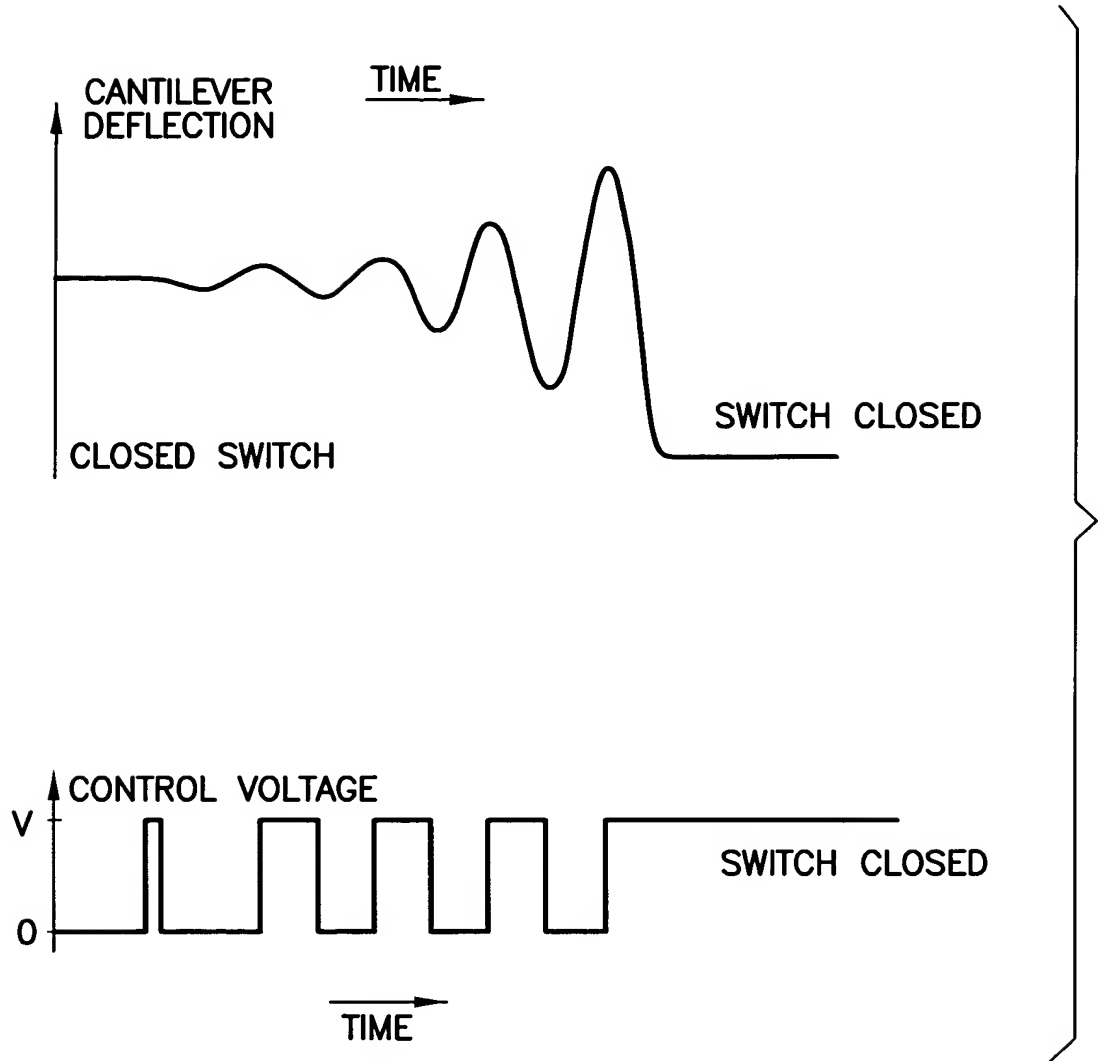 CANTILEVER
DEFLECTION
TIME
SWITCH CLOSED
CLOSED SWITCH
CONTROL VOLTAGE
V
SWITCH CLOSED
0
TIME